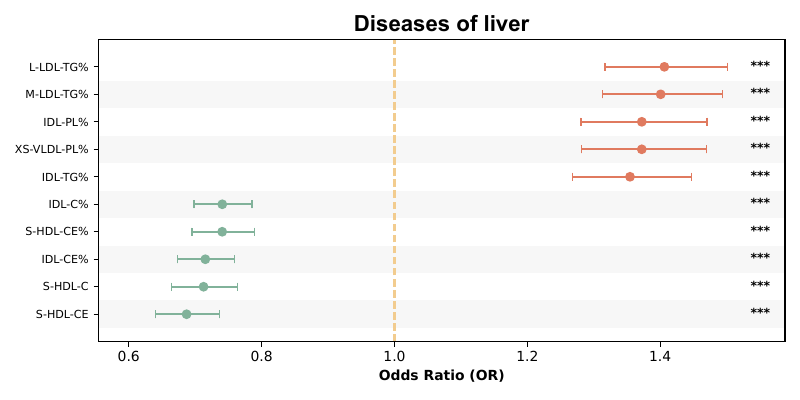 Diseases of liver
L-LDL-TG% ***
M-LDL-TG% ***
IDL-PL% ***
XS-VLDL-PL% ***
IDL-TG% ***
IDL-C% ***
S-HDL-CE% ***
IDL-CE% ***
S-HDL-C ***
S-HDL-CE ***
0.6 0.8 1.0 1.2 1.4
Odds Ratio (OR)